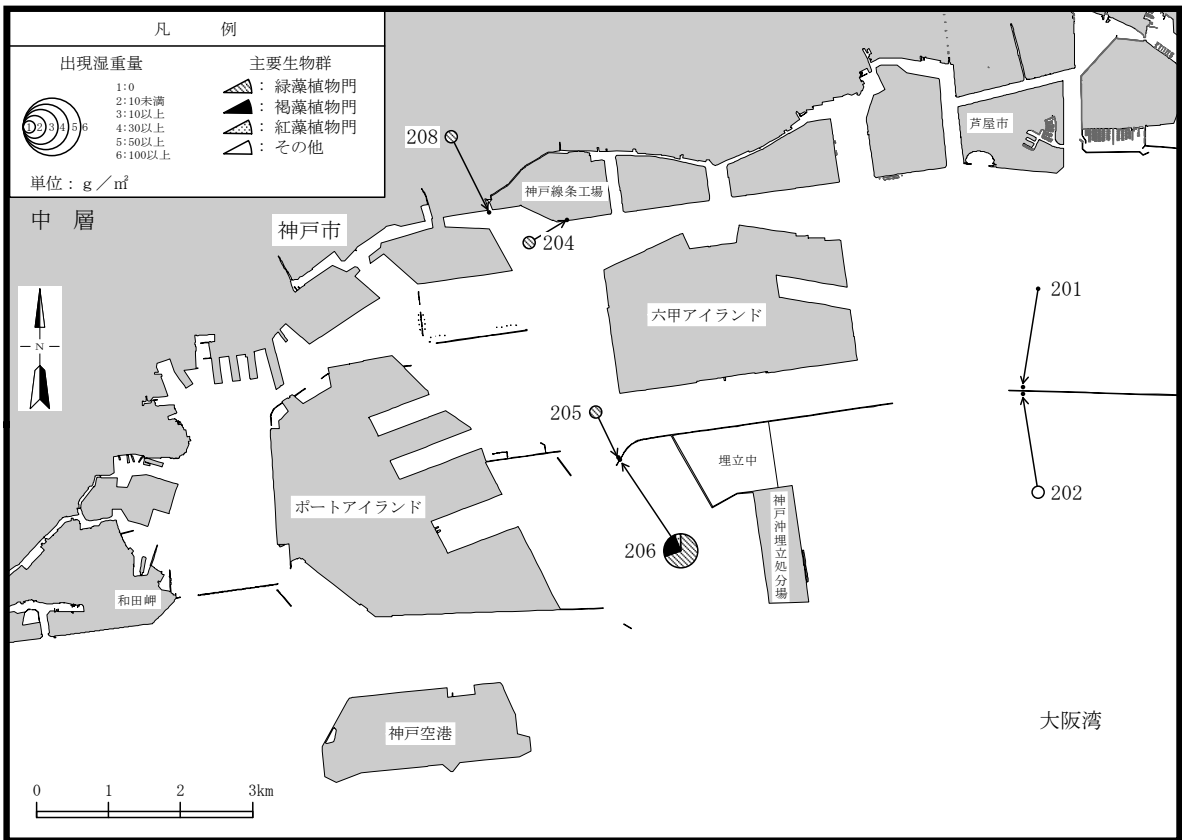 凡 例
出現湿重量
1:0
2:10未満
3:10以上
4:30以上
5:50以上
6:100以上
1 2 3 4 5 6
単位：g／㎡
主要生物群
：緑藻植物門
：褐藻植物門
：紅藻植物門
：その他
中 層
208
神戸線条工場
芦屋市
神戸市
204
N
六甲アイランド
201
205
埋立中
202
ポートアイランド
神戸沖埋立処分場
206
和田岬
神戸空港
大阪湾
0 1 2 3km